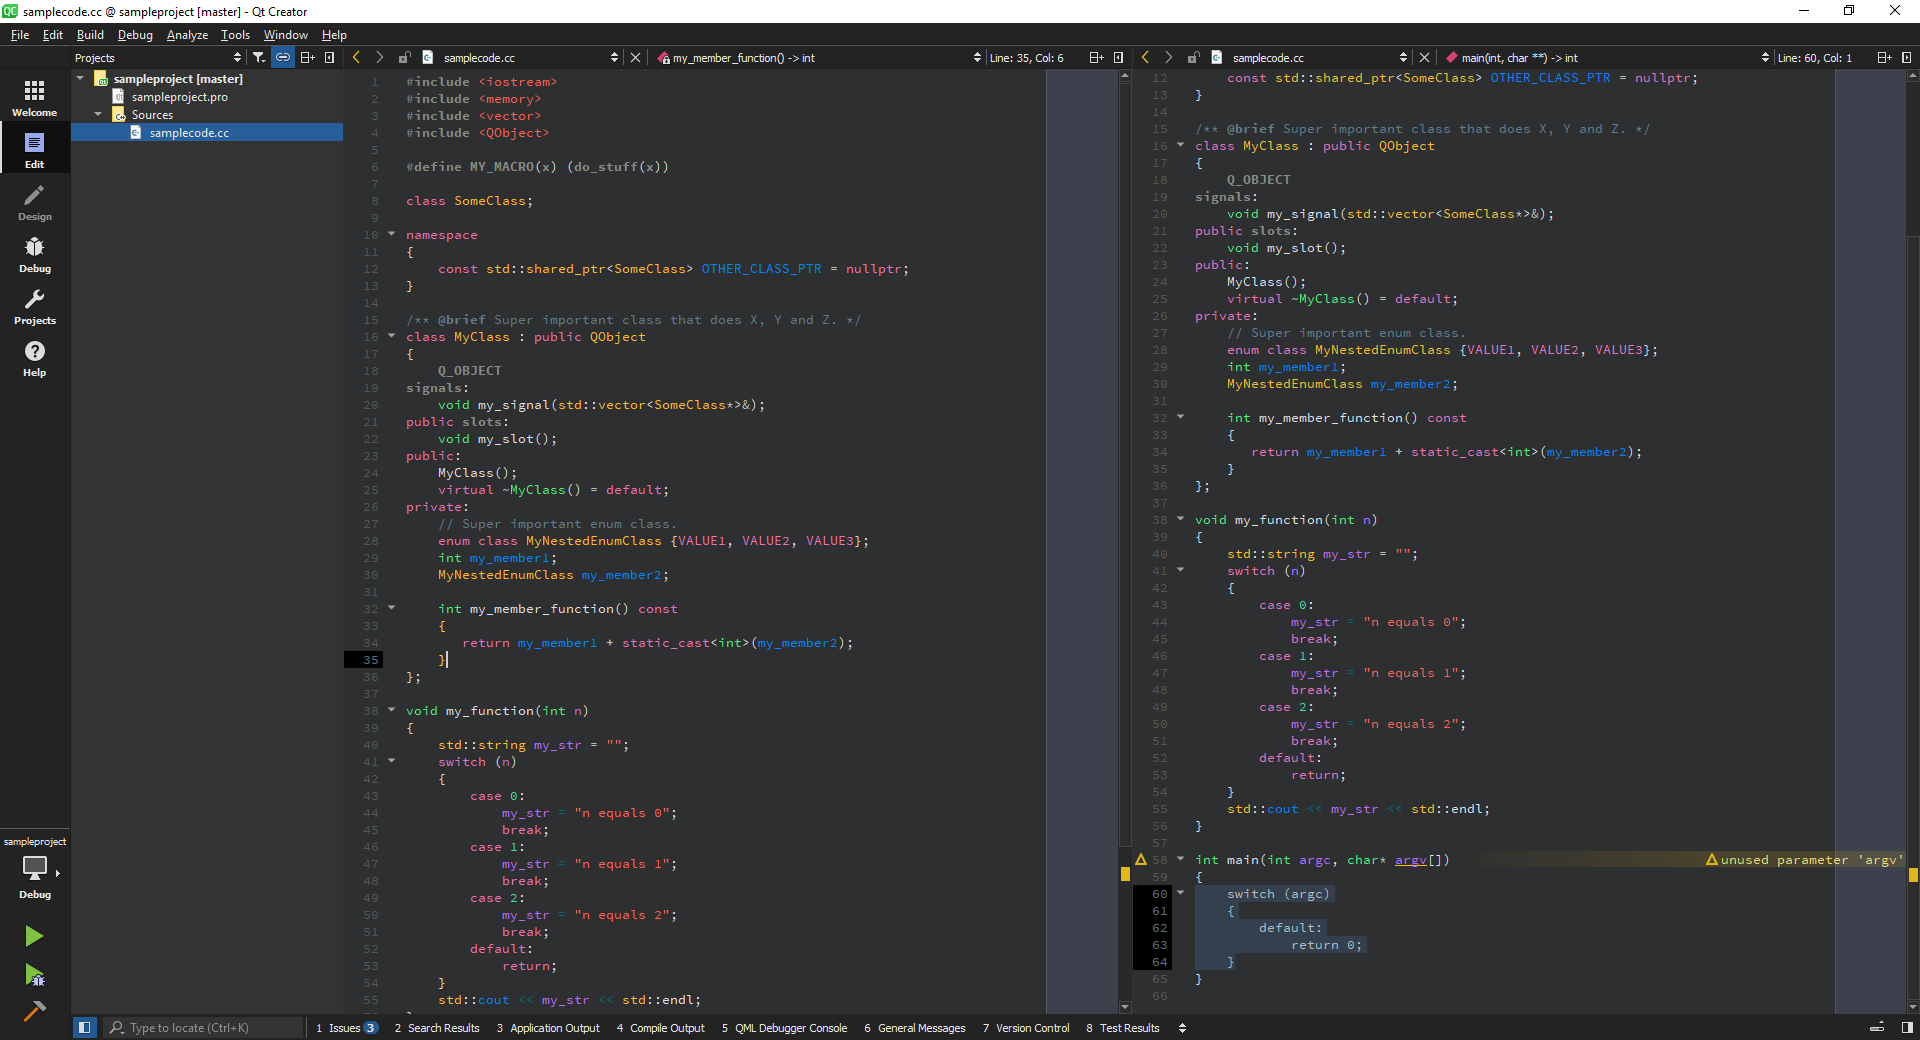 samplecode.cc @ sampleproject [master] - Qt Creator
File Edit Build Debug Analyze Tools Window Help
Projects
samplecode.cc
my_member_function() -> int
Line: 35, Col: 6
samplecode.cc
main(int, char **) -> int
Line: 60, Col: 1
Welcome
Edit
Design
Debug
Projects
Help
sampleproject
Debug
sampleproject [master]
sampleproject.pro
Sources
samplecode.cc
1 #include <iostream>
2 #include <memory>
3 #include <vector>
4 #include <QObject>
5
6 #define MY_MACRO(x) (do_stuff(x))
7
8 class SomeClass;
9
10 namespace
11 {
12 const std::shared_ptr<SomeClass> OTHER_CLASS_PTR = nullptr;
13 }
14
15 /** @brief Super important class that does X, Y and Z. */
16 class MyClass : public QObject
17 {
18 Q_OBJECT
19 signals:
20 void my_signal(std::vector<SomeClass*>&);
21 public slots:
22 void my_slot();
23 public:
24 MyClass();
25 virtual ~MyClass() = default;
26 private:
27 // Super important enum class.
28 enum class MyNestedEnumClass {VALUE1, VALUE2, VALUE3};
29 int my_member1;
30 MyNestedEnumClass my_member2;
31
32 int my_member_function() const
33 {
34 return my_member1 + static_cast<int>(my_member2);
35 }
36 };
37
38 void my_function(int n)
39 {
40 std::string my_str = "";
41 switch (n)
42 {
43 case 0:
44 my_str = "n equals 0";
45 break;
46 case 1:
47 my_str = "n equals 1";
48 break;
49 case 2:
50 my_str = "n equals 2";
51 break;
52 default:
53 return;
54 }
55 std::cout << my_str << std::endl;
12 const std::shared_ptr<SomeClass> OTHER_CLASS_PTR = nullptr;
13 }
14
15 /** @brief Super important class that does X, Y and Z. */
16 class MyClass : public QObject
17 {
18 Q_OBJECT
19 signals:
20 void my_signal(std::vector<SomeClass*>&);
21 public slots:
22 void my_slot();
23 public:
24 MyClass();
25 virtual ~MyClass() = default;
26 private:
27 // Super important enum class.
28 enum class MyNestedEnumClass {VALUE1, VALUE2, VALUE3};
29 int my_member1;
30 MyNestedEnumClass my_member2;
31
32 int my_member_function() const
33 {
34 return my_member1 + static_cast<int>(my_member2);
35 }
36 };
37
38 void my_function(int n)
39 {
40 std::string my_str = "";
41 switch (n)
42 {
43 case 0:
44 my_str = "n equals 0";
45 break;
46 case 1:
47 my_str = "n equals 1";
48 break;
49 case 2:
50 my_str = "n equals 2";
51 break;
52 default:
53 return;
54 }
55 std::cout << my_str << std::endl;
56 }
57
58 int main(int argc, char* argv[]) unused parameter 'argv'
59 {
60 switch (argc)
61 {
62 default:
63 return 0;
64 }
65 }
66
Type to locate (Ctrl+K)
1 Issues 3
2 Search Results
3 Application Output
4 Compile Output
5 QML Debugger Console
6 General Messages
7 Version Control
8 Test Results